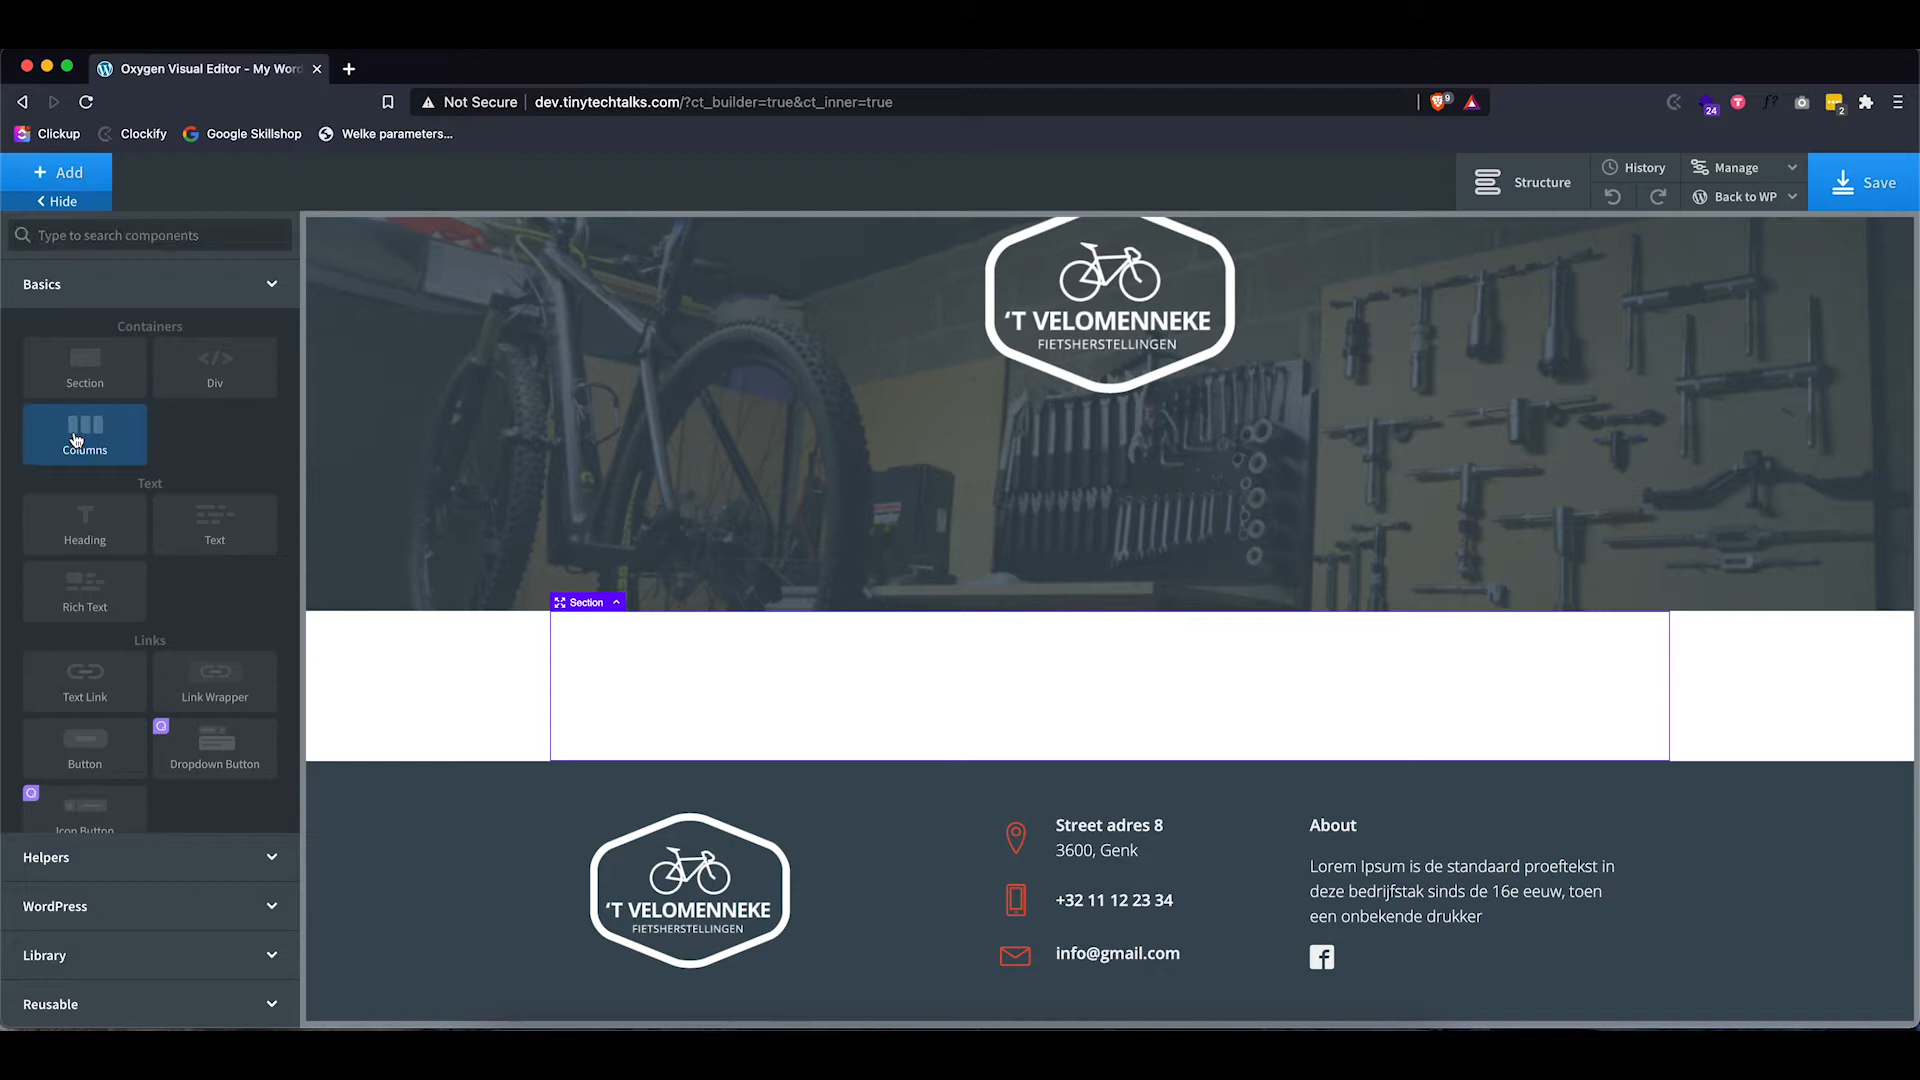 Oxygen Visual Editor - My Word
Not Secure
dev.tinytechtalks.com/?ct_builder=true&ct_inner=true
9
24
f?
2
Clickup
Clockify
Google Skillshop
Welke parameters...
+ Add
Hide
Structure
History
Manage
Back to WP
Save
Type to search components
Basics
Containers
Section
Div
Columns
Text
Heading
Text
Rich Text
Links
Text Link
Link Wrapper
Button
Dropdown Button
Icon Button
Helpers
WordPress
Library
Reusable
'T VELOMENNEKE
FIETSHERSTELLINGEN
Section
'T VELOMENNEKE
FIETSHERSTELLINGEN
Street adres 8
3600, Genk
+32 11 12 23 34
info@gmail.com
About
Lorem Ipsum is de standaard proeftekst in
deze bedrijfstak sinds de 16e eeuw, toen
een onbekende drukker